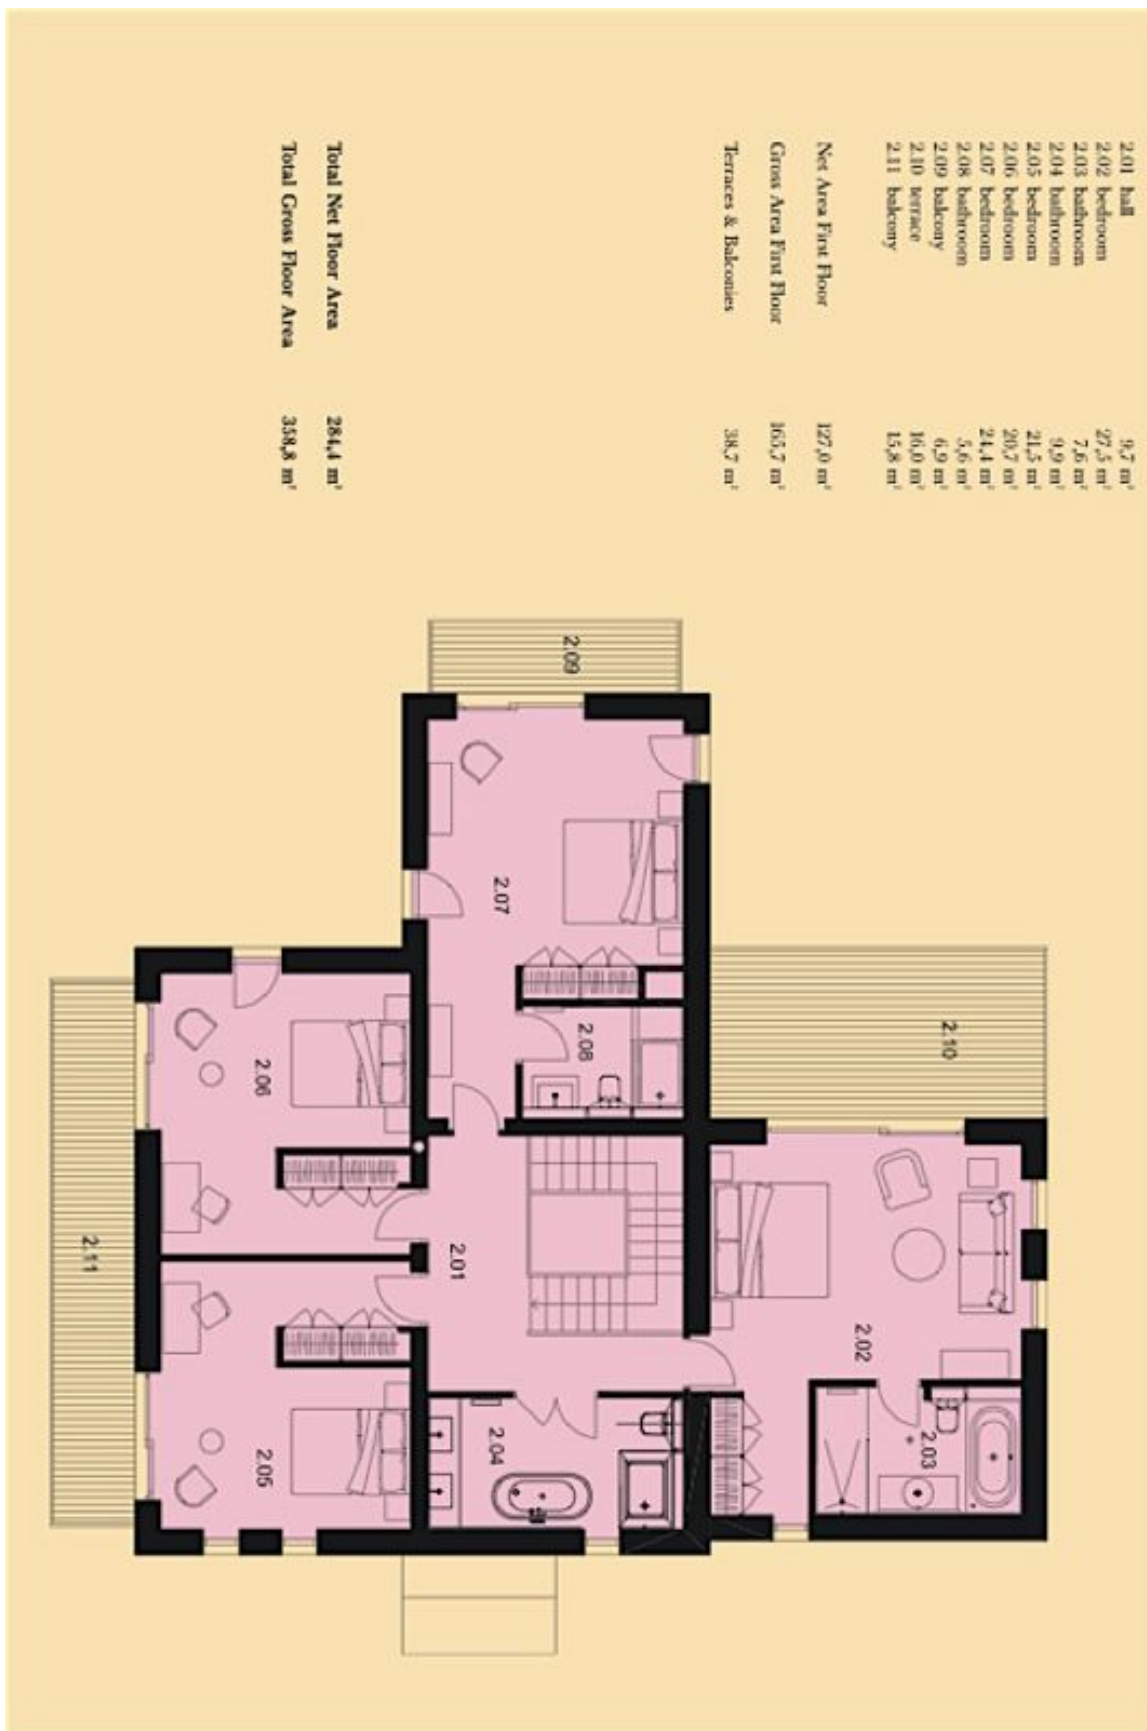 2.01 hall 9,7 m²
2.02 bedroom 27,5 m²
2.03 bathroom 7,6 m²
2.04 bathroom 9,9 m²
2.05 bedroom 21,5 m²
2.06 bedroom 20,7 m²
2.07 bedroom 24,4 m²
2.08 bathroom 5,6 m²
2.09 balcony 6,9 m²
2.10 terrace 16,0 m²
2.11 balcony 15,8 m²
Net Area First Floor 127,0 m²
Gross Area First Floor 165,7 m²
Terraces & Balconies 38,7 m²
Total Net Floor Area 284,4 m²
Total Gross Floor Area 358,8 m²
2.10
2.02
2.03
2.09
2.08
2.07
2.04
2.01
2.06
2.05
2.11